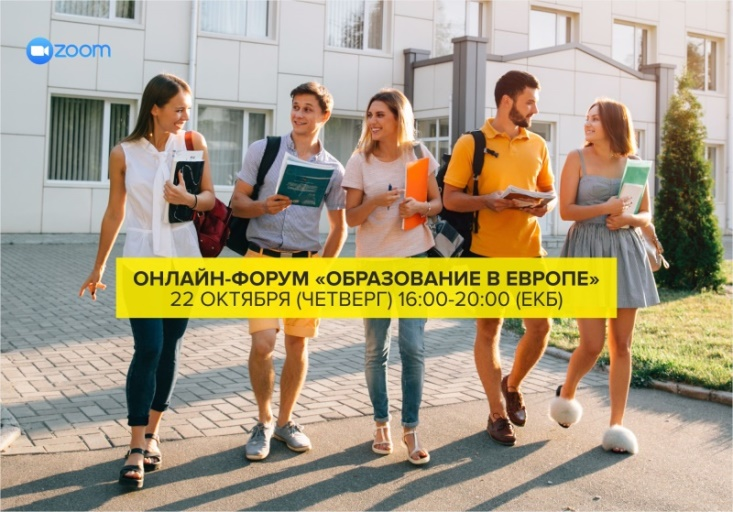 zoom
ОНЛАЙН-ФОРУМ «ОБРАЗОВАНИЕ В ЕВРОПЕ»
22 ОКТЯБРЯ (ЧЕТВЕРГ) 16:00-20:00 (ЕКБ)